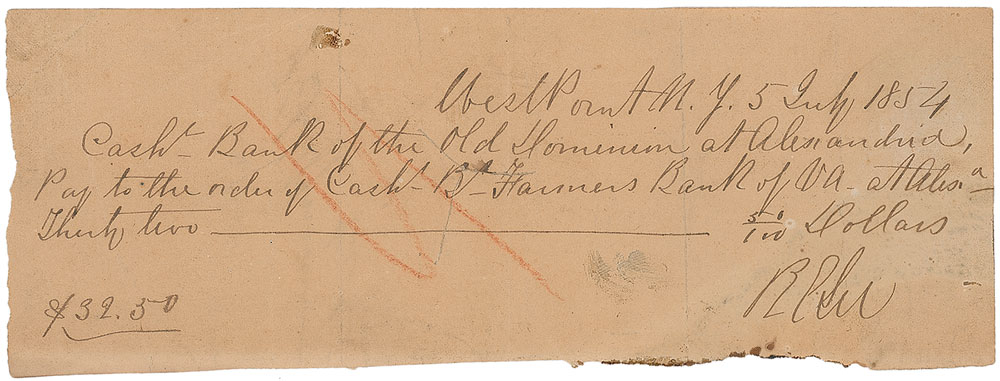 West Point N. Y. 5 July 1854
Cash^r Bank of the Old Dominion at Alexandria,
Pay to the order of Cash^r B^r Farmers Bank of VA at Alex^a
Thirty two 50/100 Dollars
$32.50
R E Lee